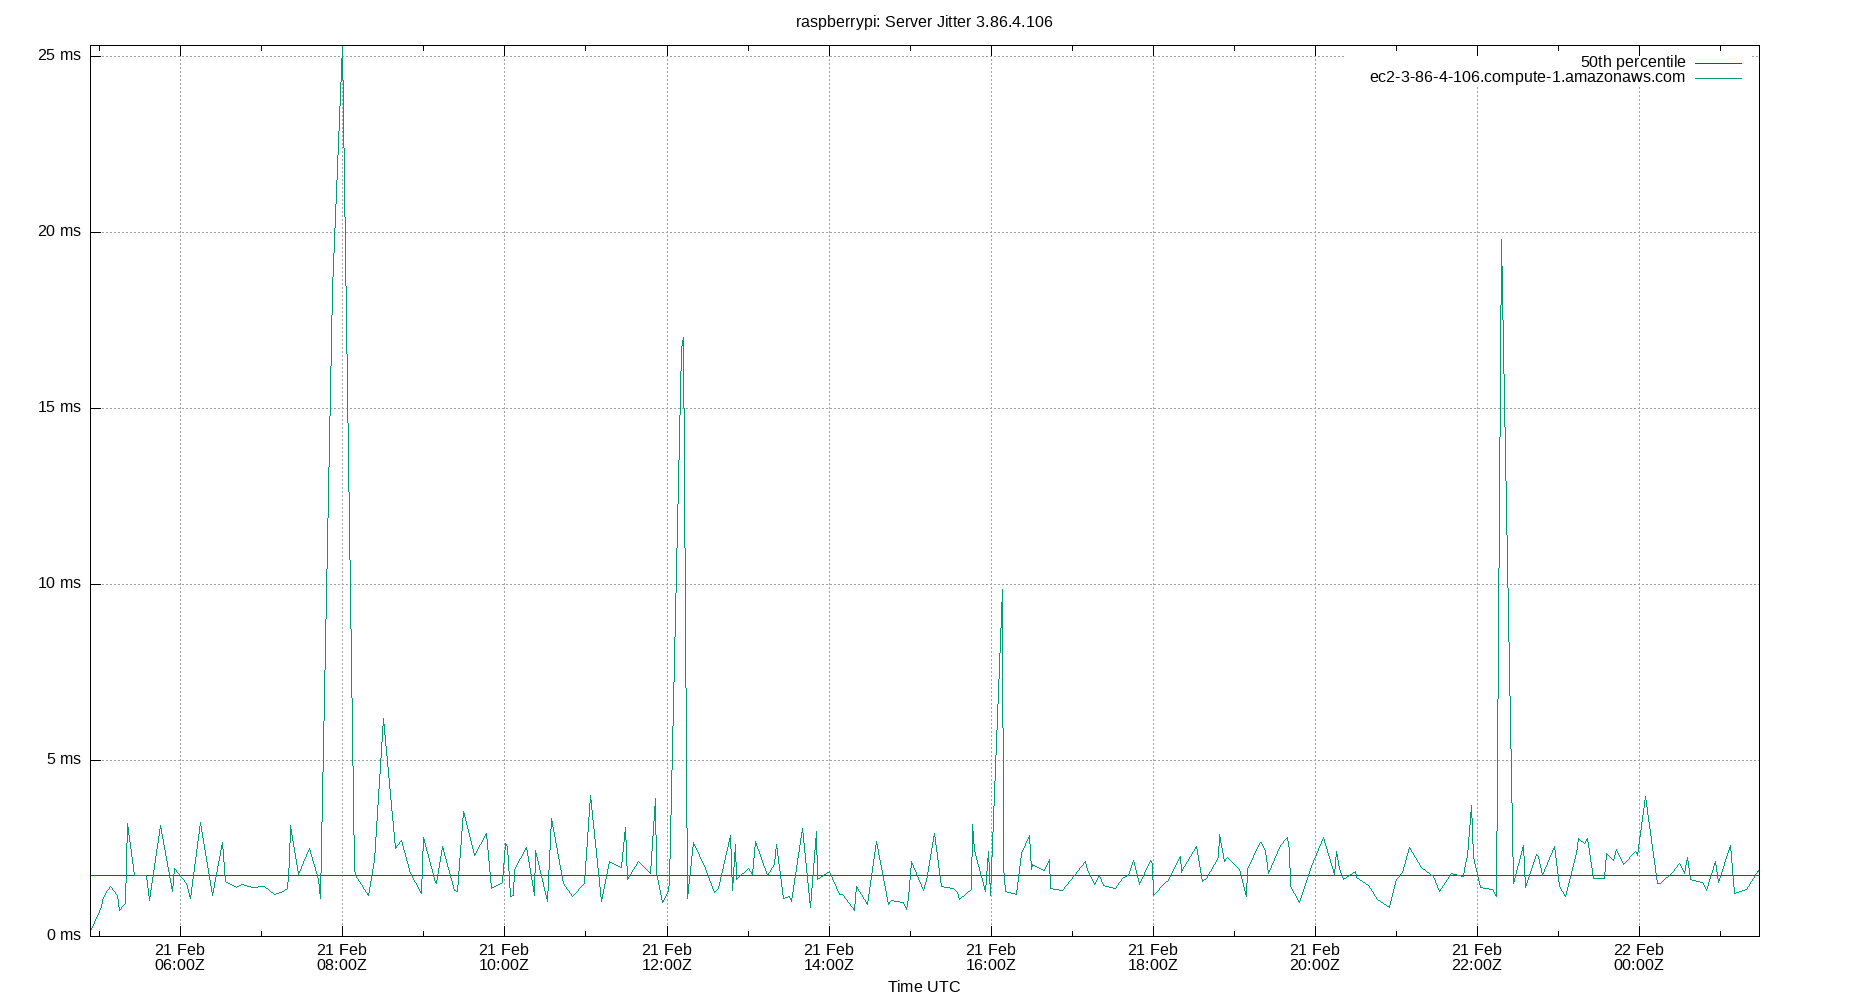 raspberrypi: Server Jitter 3.86.4.106
25 ms
20 ms
15 ms
10 ms
5 ms
0 ms
50th percentile
ec2-3-86-4-106.compute-1.amazonaws.com
21 Feb
06:00Z
21 Feb
08:00Z
21 Feb
10:00Z
21 Feb
12:00Z
21 Feb
14:00Z
21 Feb
16:00Z
21 Feb
18:00Z
21 Feb
20:00Z
21 Feb
22:00Z
22 Feb
00:00Z
Time UTC